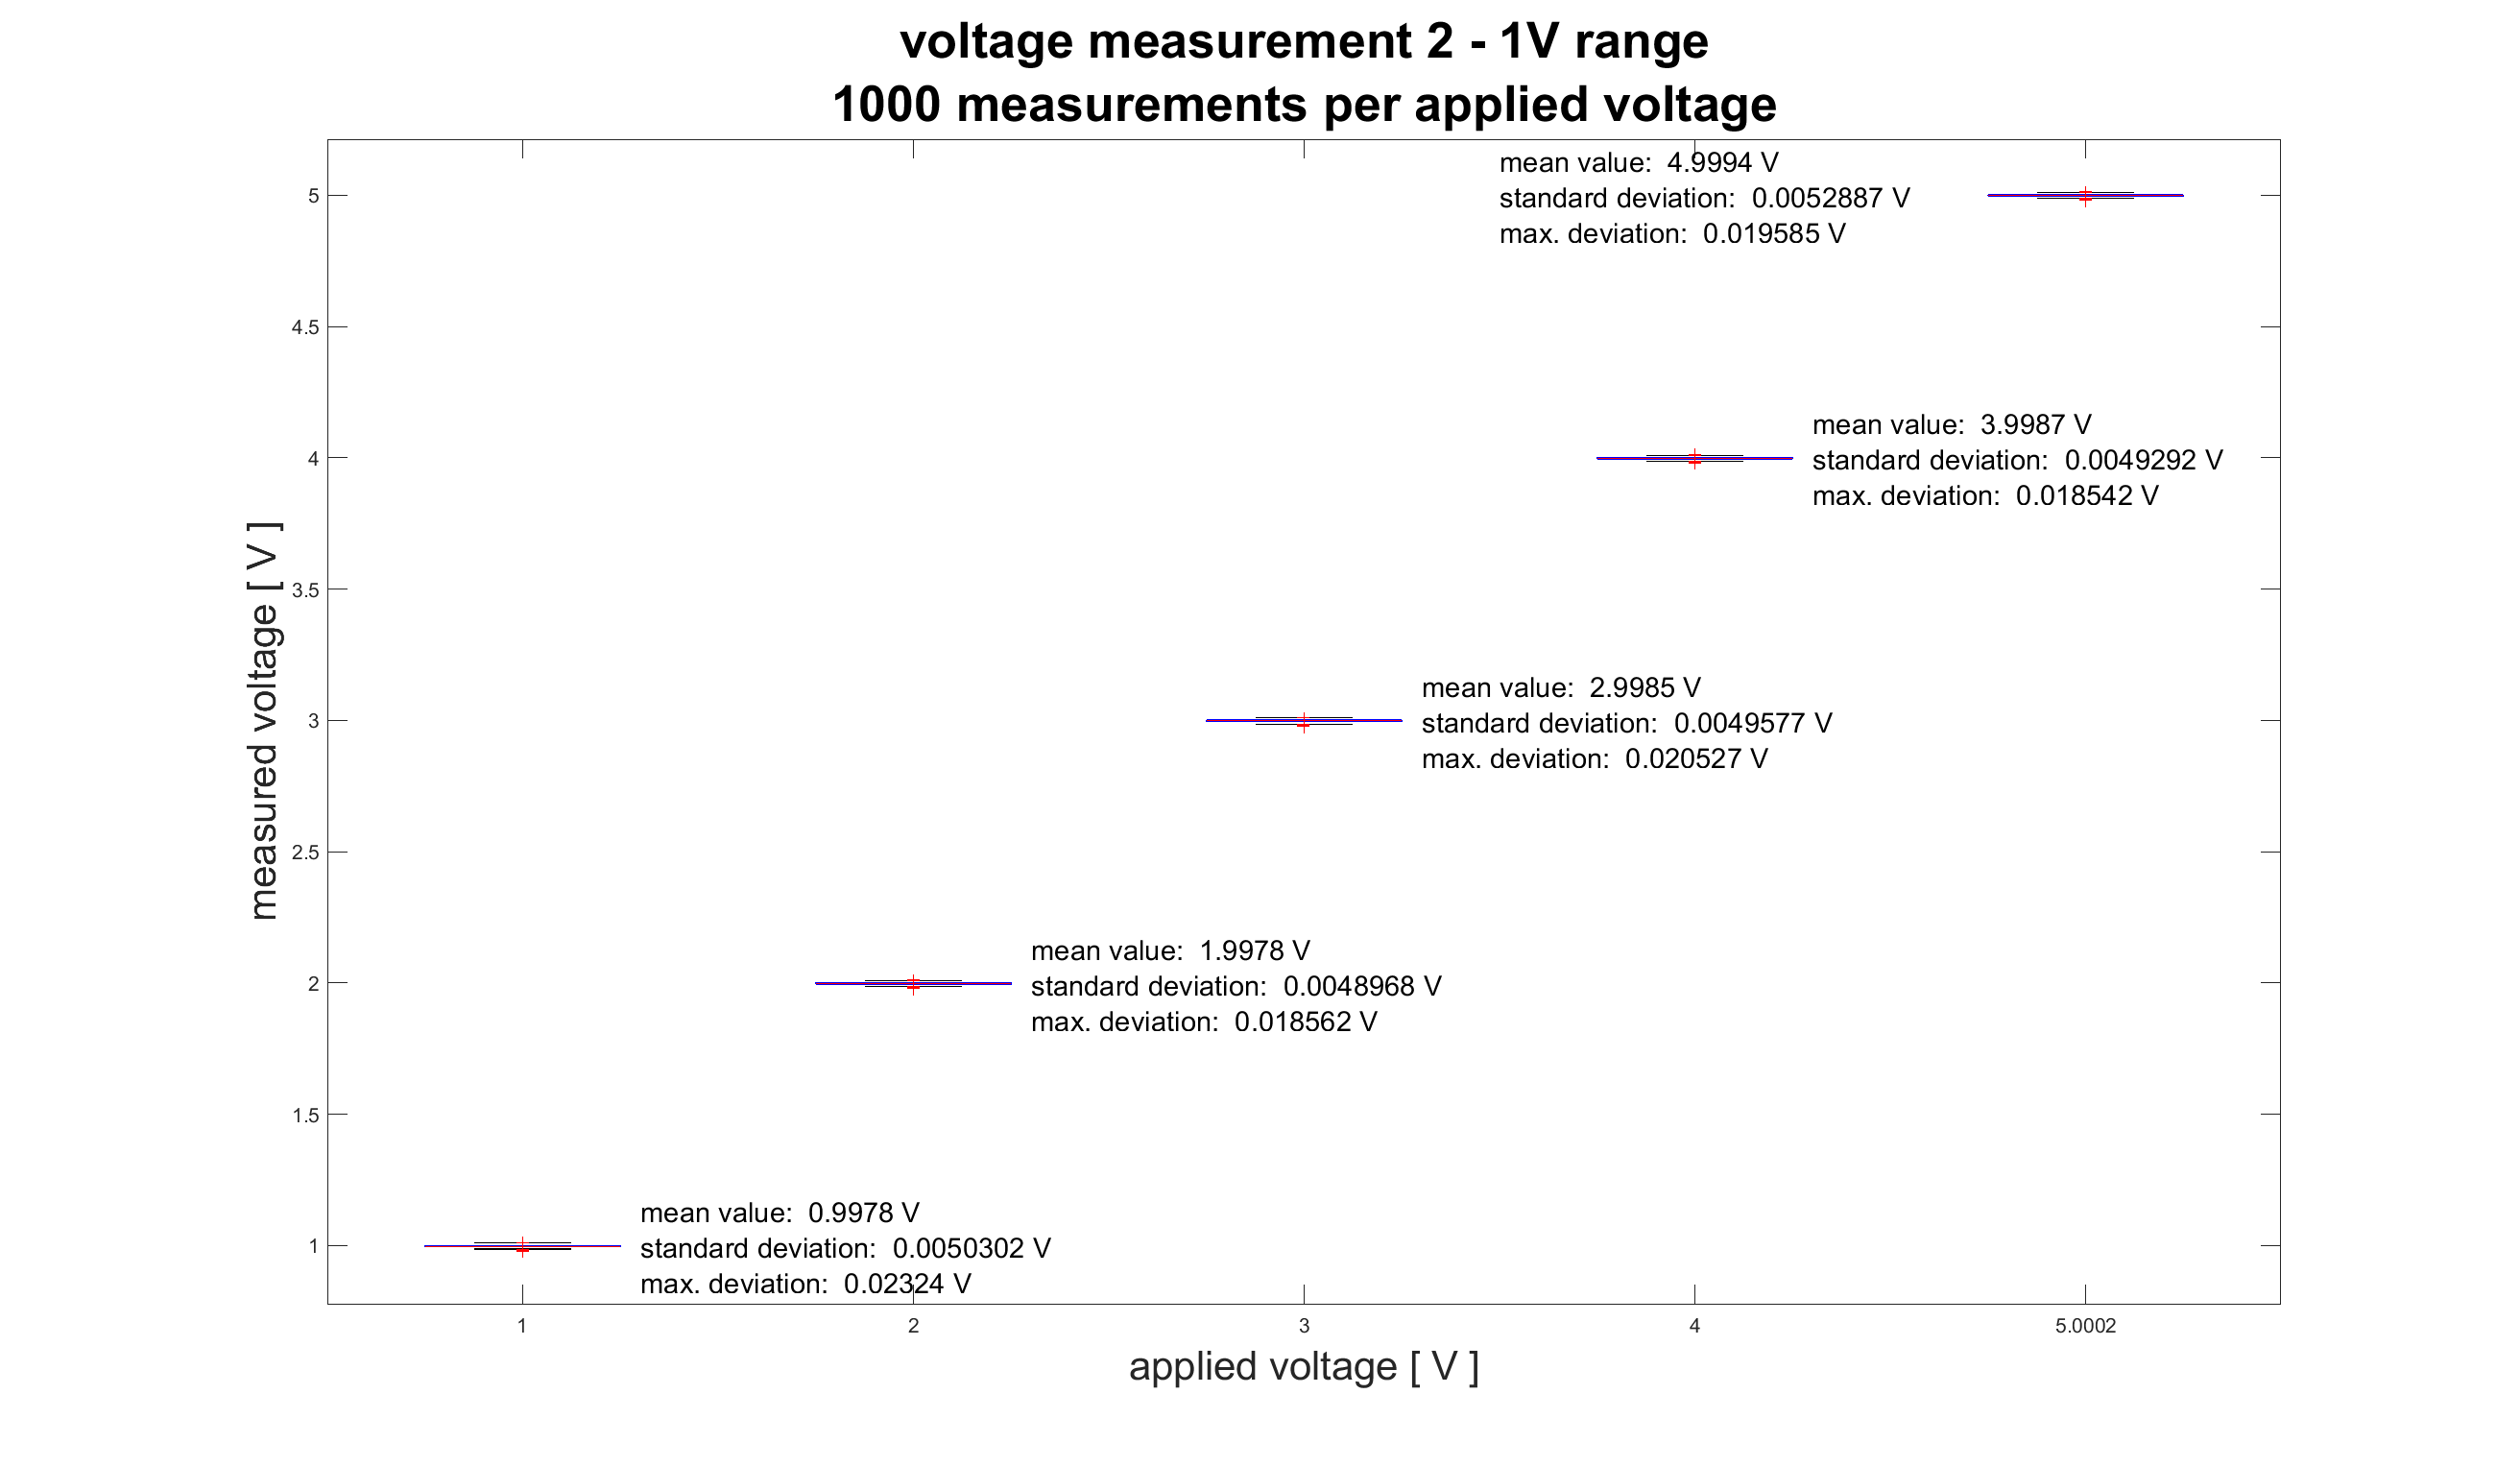 voltage measurement 2 - 1V range
1000 measurements per applied voltage
mean value:  4.9994 V
standard deviation:  0.0052887 V
max. deviation:  0.019585 V
5
4.5
mean value:  3.9987 V
standard deviation:  0.0049292 V
max. deviation:  0.018542 V
4
measured voltage [ V ]
3.5
mean value:  2.9985 V
standard deviation:  0.0049577 V
max. deviation:  0.020527 V
3
2.5
mean value:  1.9978 V
standard deviation:  0.0048968 V
max. deviation:  0.018562 V
2
1.5
mean value:  0.9978 V
standard deviation:  0.0050302 V
max. deviation:  0.02324 V
1
1 2 3 4 5.0002
applied voltage [ V ]